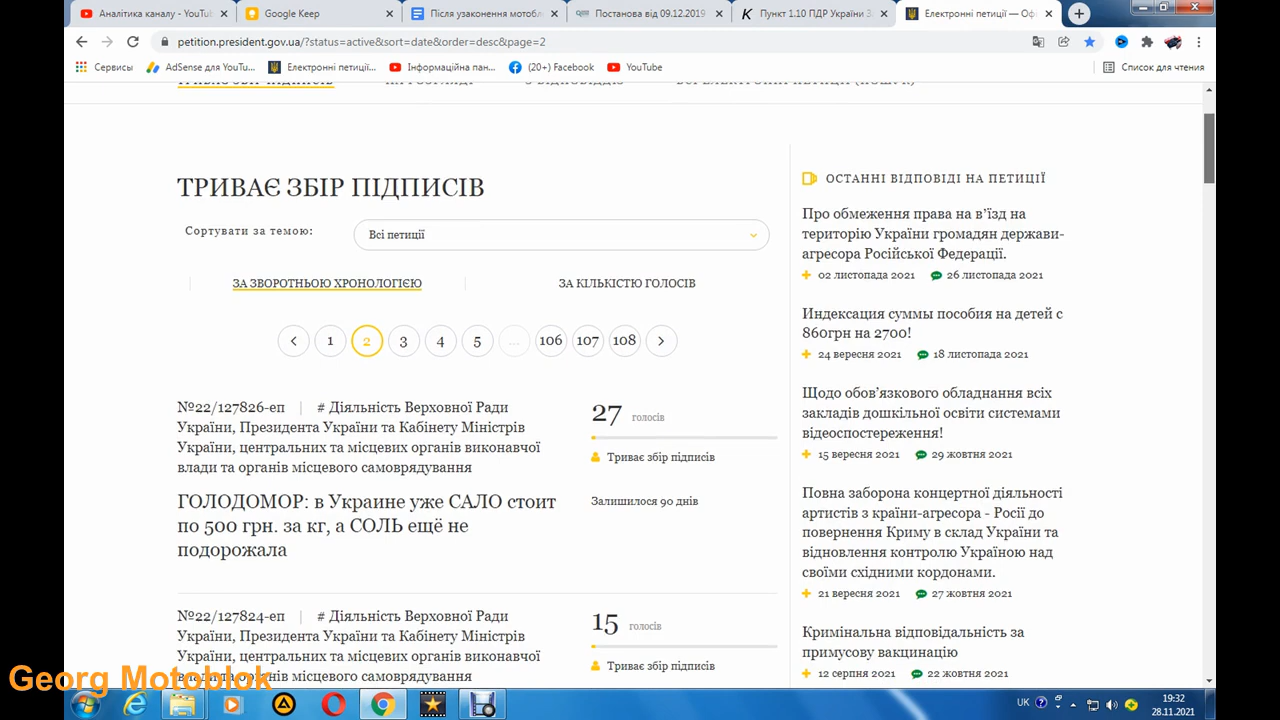 Аналітика каналу - YouTu
Google Keep
Після узаконення мотобл
Постанова від 09.12.2019
Пункт 1.10 ПДР України З
Електронні петиції — Офі
petition.president.gov.ua/?status=active&sort=date&order=desc&page=2
Сервисы
AdSense для YouTu...
Електронні петиції...
Інформаційна пан...
(20+) Facebook
YouTube
Список для чтения
ТРИВАЄ ЗБІР ПІДПИСІВ
Сортувати за темою:
Всі петиції
ЗА ЗВОРОТНЬОЮ ХРОНОЛОГІЄЮ
ЗА КІЛЬКІСТЮ ГОЛОСІВ
1 2 3 4 5 ... 106 107 108
№22/127826-еп | # Діяльність Верховної Ради
України, Президента України та Кабінету Міністрів
України, центральних та місцевих органів виконавчої
влади та органів місцевого самоврядування
27 голосів
Триває збір підписів
ГОЛОДОМОР: в Украине уже САЛО стоит
по 500 грн. за кг, а СОЛЬ ещё не
подорожала
Залишилося 90 днів
№22/127824-еп | # Діяльність Верховної Ради
України, Президента України та Кабінету Міністрів
України, центральних та місцевих органів виконавчої
влади та органів місцевого самоврядування
15 голосів
Триває збір підписів
ОСТАННІ ВІДПОВІДІ НА ПЕТИЦІЇ
Про обмеження права на в’їзд на
території України громадян держави-
агресора Російської Федерації.
02 листопада 2021 26 листопада 2021
Индексация суммы пособия на детей с
860грн на 2700!
24 вересня 2021 18 листопада 2021
Щодо обов’язкового обладнання всіх
закладів дошкільної освіти системами
відеоспостереження!
15 вересня 2021 29 жовтня 2021
Повна заборона концертної діяльності
артистів з країни-агресора - Росії до
повернення Криму в склад України та
відновлення контролю Україною над
своїми східними кордонами.
21 вересня 2021 27 жовтня 2021
Кримінальна відповідальність за
примусову вакцинацію
12 серпня 2021 22 жовтня 2021
Georg Motoblok
UK
19:32
28.11.2021